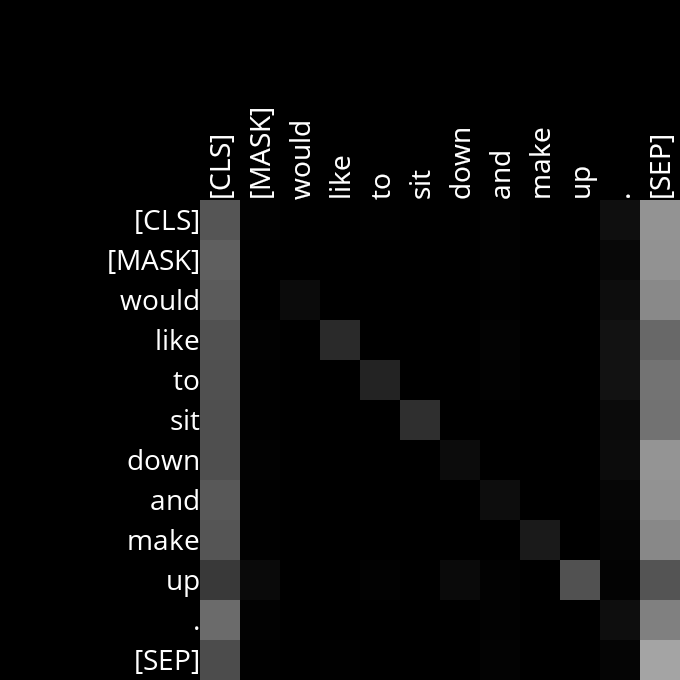 [CLS] [MASK] would like to sit down and make up . [SEP]
[CLS]
[MASK]
would
like
to
sit
down
and
make
up
.
[SEP]